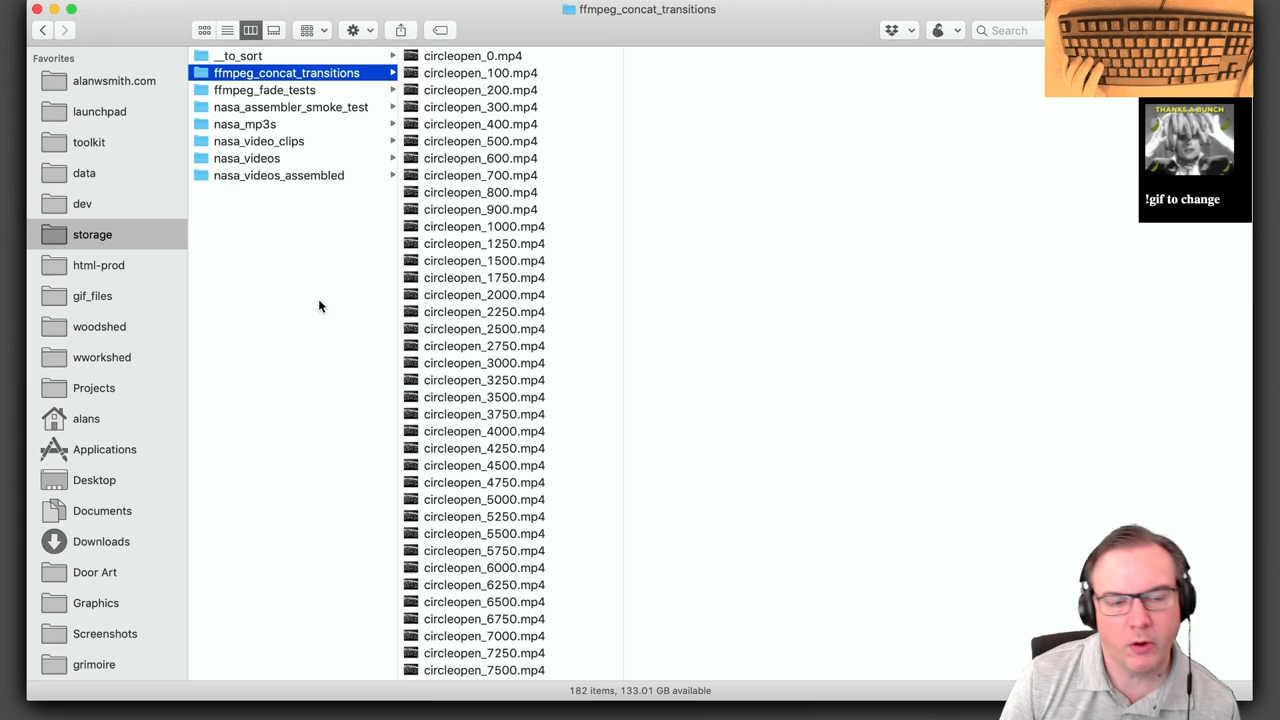 ffmpeg_concat_transitions
Search
Favorites
alanwsmith.com
launchpad
toolkit
data
dev
storage
html-prod
gif_files
woodshed
wworkshed
Projects
alans
Applications
Desktop
Documents
Downloads
Door Art
Graphics
Screenshots
grimoire
__to_sort
ffmpeg_concat_transitions
ffmpeg_fade_tests
nasa_assembler_smoke_test
nasa_mp3s
nasa_video_clips
nasa_videos
nasa_videos_assembled
circleopen_0.mp4
circleopen_100.mp4
circleopen_200.mp4
circleopen_300.mp4
circleopen_400.mp4
circleopen_500.mp4
circleopen_600.mp4
circleopen_700.mp4
circleopen_800.mp4
circleopen_900.mp4
circleopen_1000.mp4
circleopen_1250.mp4
circleopen_1500.mp4
circleopen_1750.mp4
circleopen_2000.mp4
circleopen_2250.mp4
circleopen_2500.mp4
circleopen_2750.mp4
circleopen_3000.mp4
circleopen_3250.mp4
circleopen_3500.mp4
circleopen_3750.mp4
circleopen_4000.mp4
circleopen_4250.mp4
circleopen_4500.mp4
circleopen_4750.mp4
circleopen_5000.mp4
circleopen_5250.mp4
circleopen_5500.mp4
circleopen_5750.mp4
circleopen_6000.mp4
circleopen_6250.mp4
circleopen_6500.mp4
circleopen_6750.mp4
circleopen_7000.mp4
circleopen_7250.mp4
circleopen_7500.mp4
182 items, 133.01 GB available
THANKS A BUNCH
!gif to change